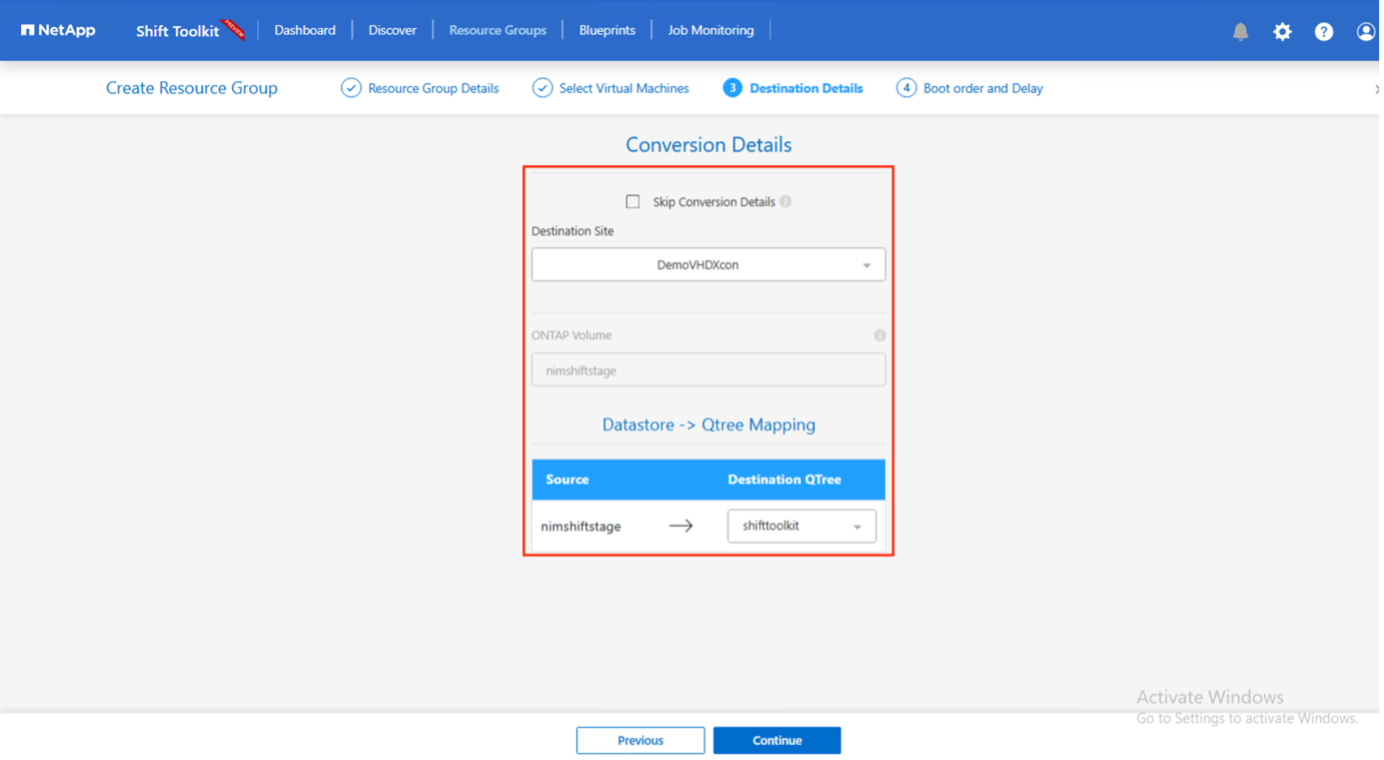 NetApp
Shift Toolkit PREVIEW
Dashboard
Discover
Resource Groups
Blueprints
Job Monitoring
?
Create Resource Group
Resource Group Details
Select Virtual Machines
3 Destination Details
4 Boot order and Delay
Conversion Details
Skip Conversion Details
Destination Site
DemoVHDXcon
ONTAP Volume
nimshiftstage
Datastore -> Qtree Mapping
Source Destination QTree
nimshiftstage shifttoolkit
Activate Windows
Go to Settings to activate Windows.
Previous Continue